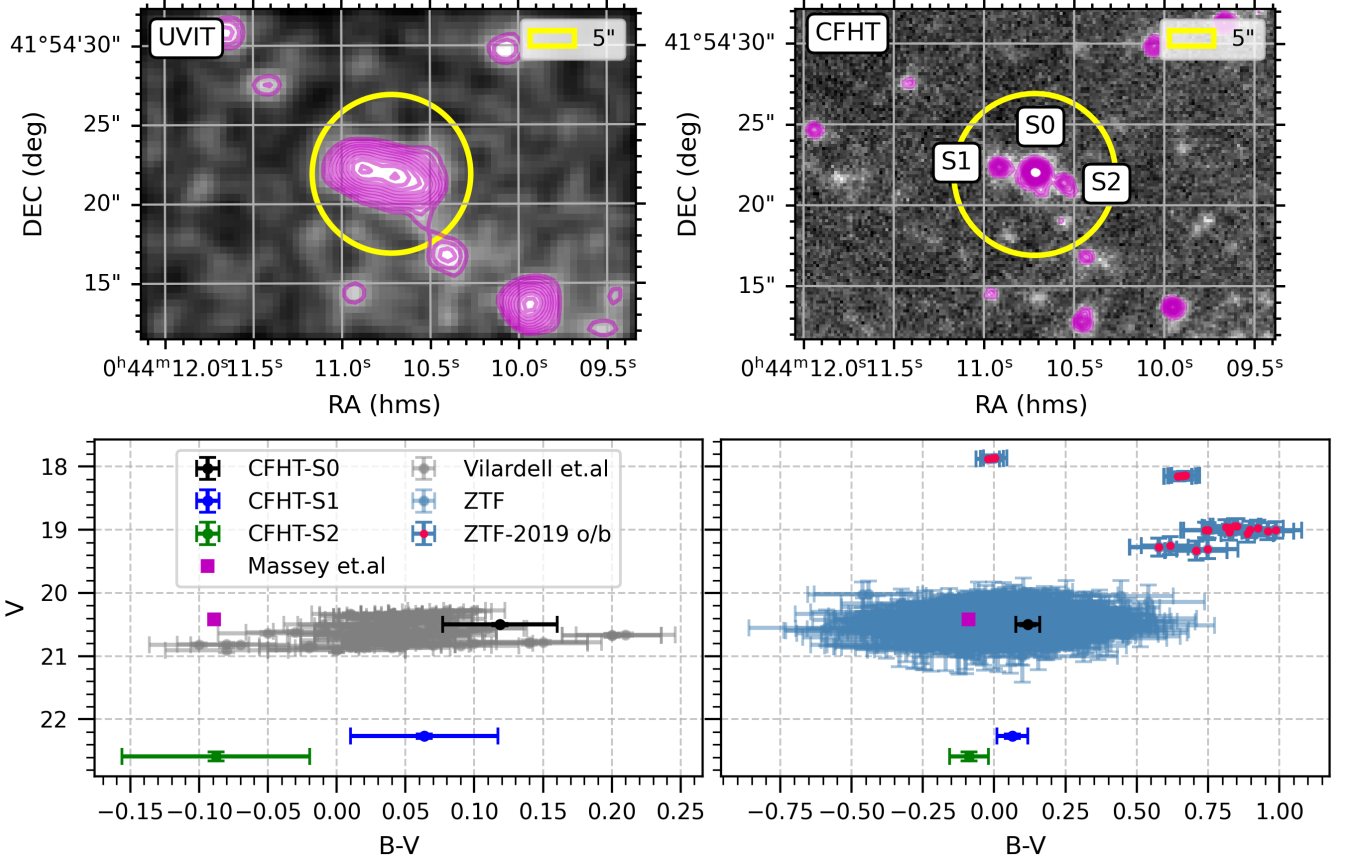 UVIT
5"
41°54'30"
25"
20"
15"
DEC (deg)
0ʰ44ᵐ12.0ˢ 11.5ˢ 11.0ˢ 10.5ˢ 10.0ˢ 09.5ˢ
RA (hms)
CFHT
5"
41°54'30"
25"
20"
15"
DEC (deg)
S0
S1
S2
0ʰ44ᵐ12.0ˢ 11.5ˢ 11.0ˢ 10.5ˢ 10.0ˢ 09.5ˢ
RA (hms)
18
19
20
21
22
V
CFHT-S0
CFHT-S1
CFHT-S2
Massey et.al
Vilardell et.al
ZTF
ZTF-2019 o/b
−0.15 −0.10 −0.05 0.00 0.05 0.10 0.15 0.20 0.25
B-V
−0.75 −0.50 −0.25 0.00 0.25 0.50 0.75 1.00
B-V